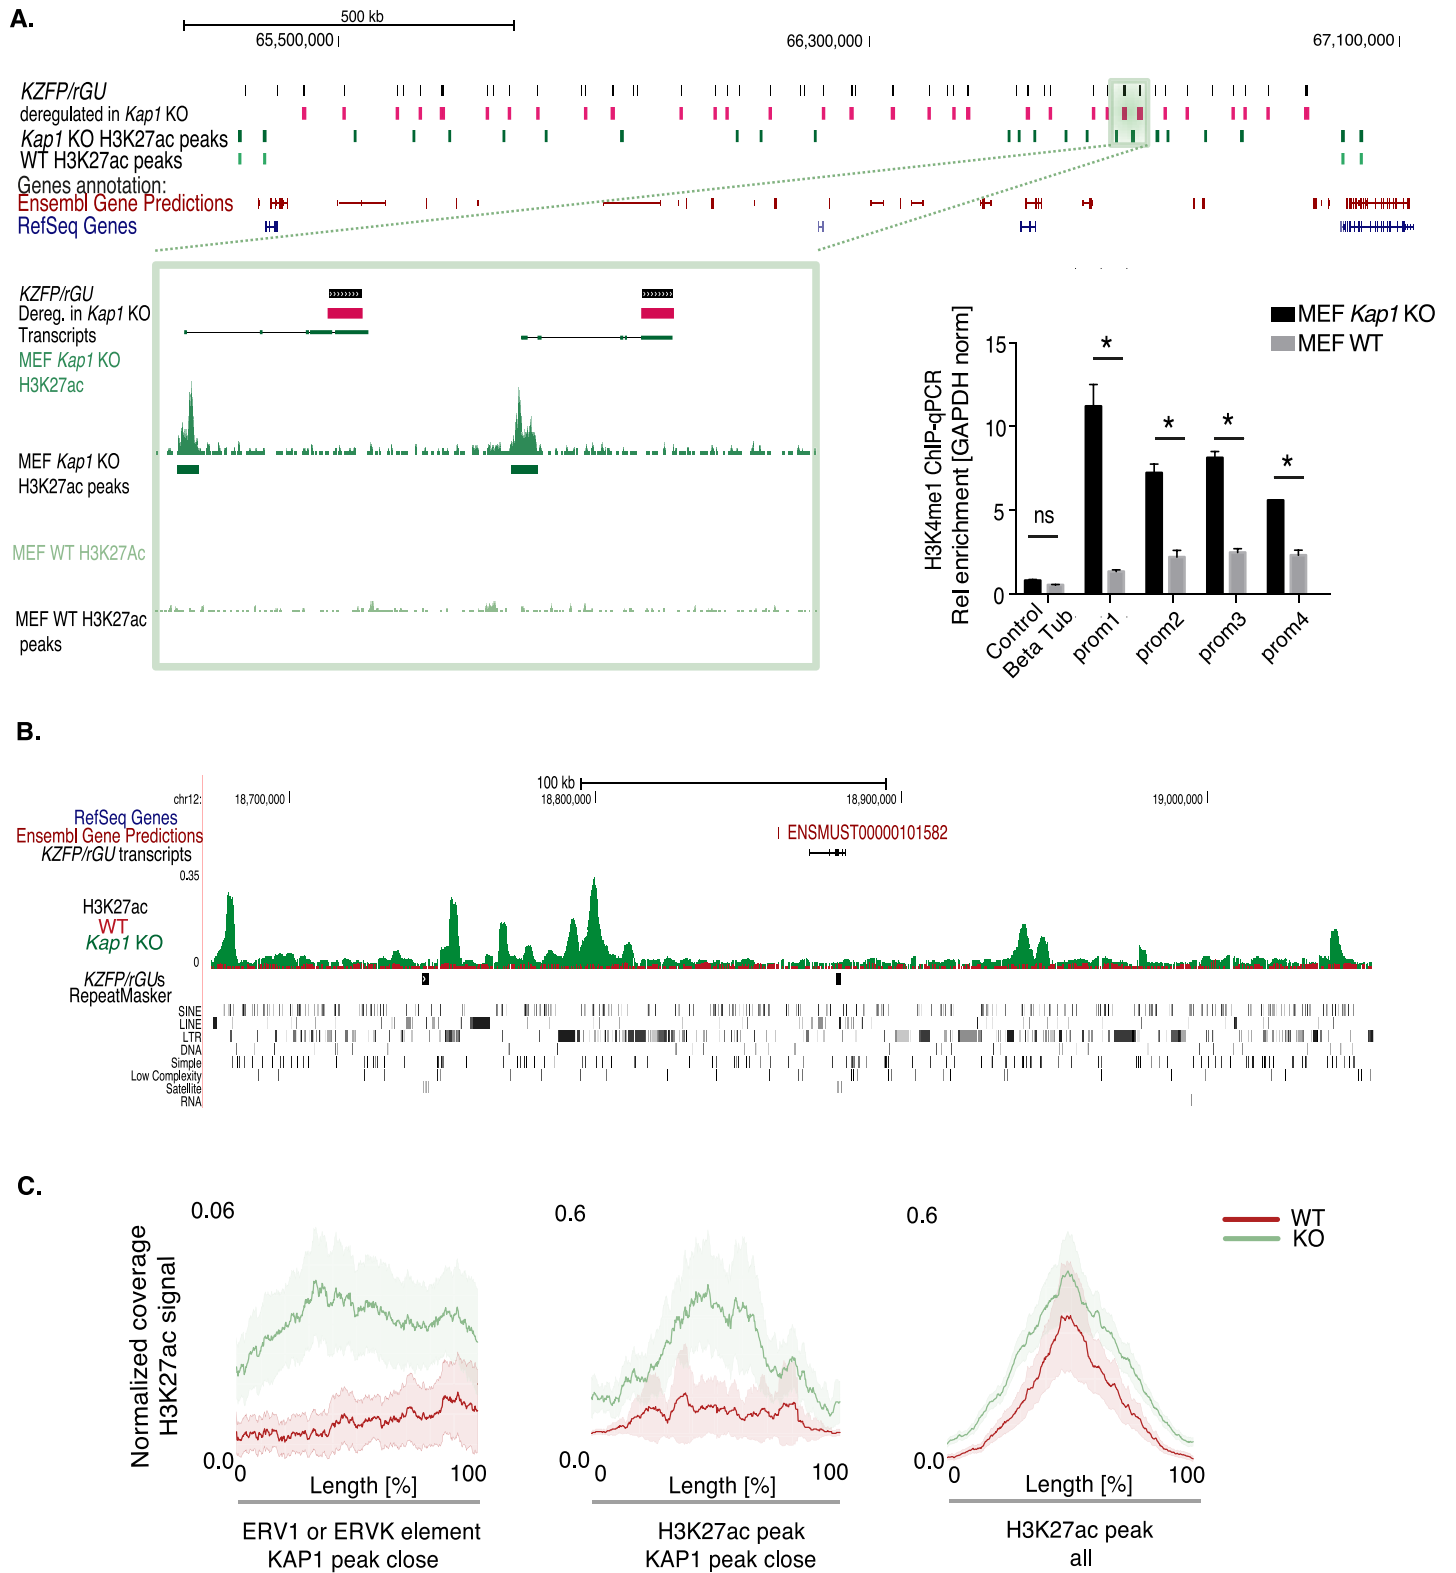 A.
500 kb
65,500,000
66,300,000
67,100,000
KZFP/rGU
deregulated in Kap1 KO
Kap1 KO H3K27ac peaks
WT H3K27ac peaks
Genes annotation:
Ensembl Gene Predictions
RefSeq Genes
KZFP/rGU
Dereg. in Kap1 KO
Transcripts
MEF Kap1 KO
H3K27ac
MEF Kap1 KO
H3K27ac peaks
MEF WT H3K27Ac
MEF WT H3K27ac
peaks
MEF Kap1 KO
MEF WT
H3K4me1 ChIP-qPCR
Rel enrichment [GAPDH norm]
15
10
5
0
ns
*
*
*
*
Control
Beta Tub
prom1
prom2
prom3
prom4
B.
100 kb
chr12:
18,700,000
18,800,000
18,900,000
19,000,000
RefSeq Genes
Ensembl Gene Predictions
ENSMUST00000101582
KZFP/rGU transcripts
0.35
H3K27ac
WT
Kap1 KO
0
KZFP/rGUs
RepeatMasker
SINE
LINE
LTR
DNA
Simple
Low Complexity
Satellite
RNA
C.
Normalized coverage
H3K27ac signal
0.06
0.0
0
100
Length [%]
ERV1 or ERVK element
KAP1 peak close
0.6
0.0
0
100
Length [%]
H3K27ac peak
KAP1 peak close
0.6
0.0
0
100
Length [%]
H3K27ac peak
all
WT
KO